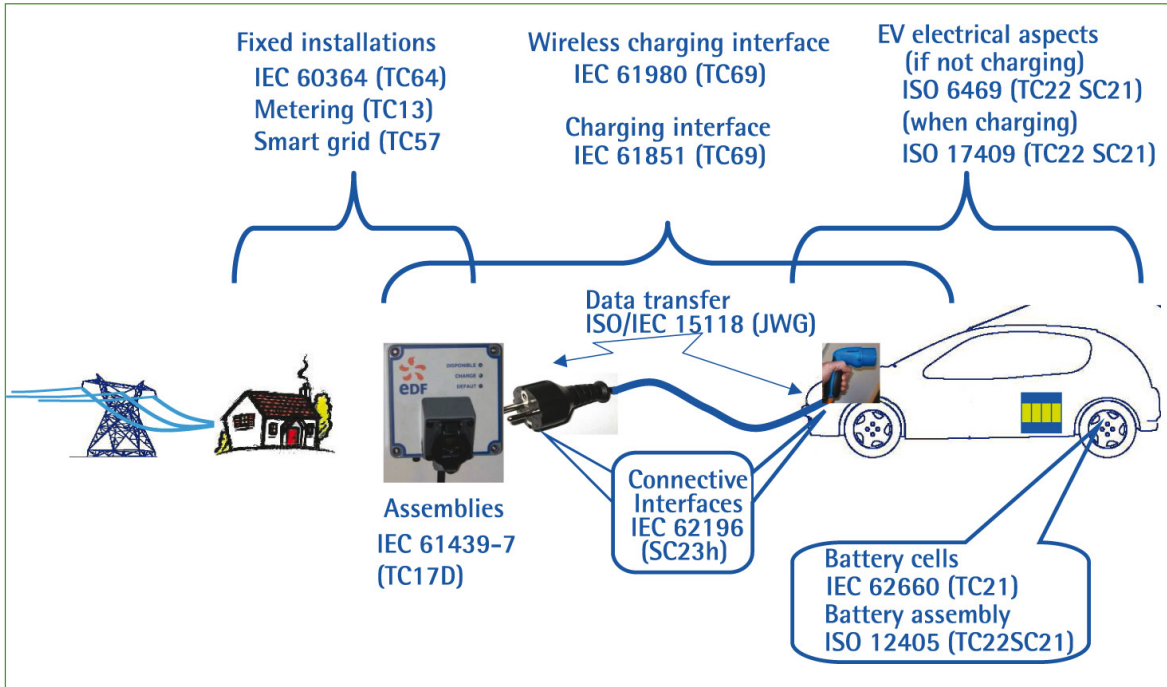 Fixed installations
IEC 60364 (TC64)
Metering (TC13)
Smart grid (TC57
Wireless charging interface
IEC 61980 (TC69)
Charging interface
IEC 61851 (TC69)
EV electrical aspects
(if not charging)
ISO 6469 (TC22 SC21)
(when charging)
ISO 17409 (TC22 SC21)
Data transfer
ISO/IEC 15118 (JWG)
DISPONIBLE
CHARGE
DEFAUT
eDF
Assemblies
IEC 61439-7
(TC17D)
Connective
Interfaces
IEC 62196
(SC23h)
Battery cells
IEC 62660 (TC21)
Battery assembly
ISO 12405 (TC22SC21)